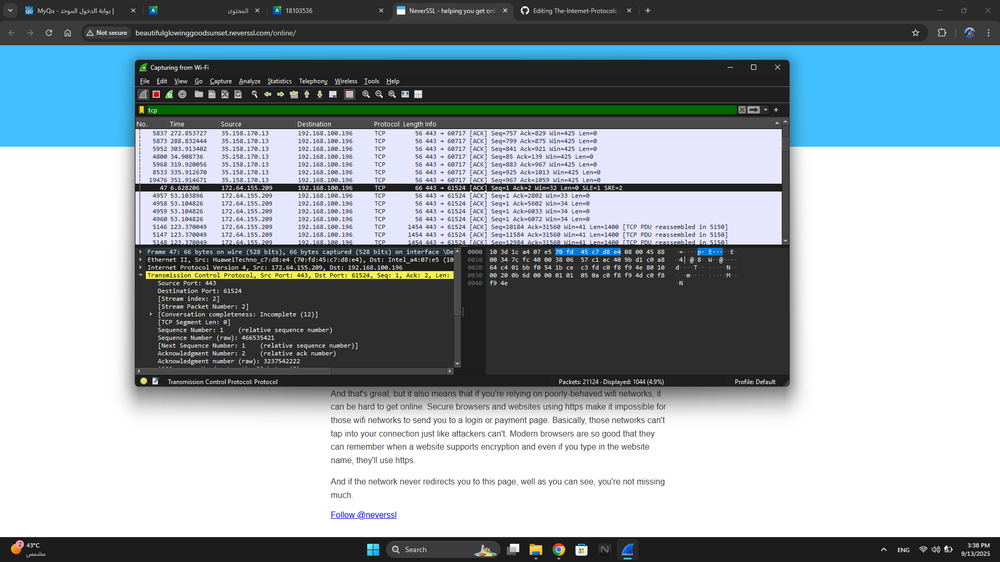 MyQu - بوابة الدخول الموحد |
المحتوى
18103536
NeverSSL - helping you get onl
Editing The-Internet-Protocols-
Not secure
beautifulglowinggoodsunset.neverssl.com/online/
Capturing from Wi-Fi
File Edit View Go Capture Analyze Statistics Telephony Wireless Tools Help
tcp
No. Time Source Destination Protocol Length Info
5837 272.853727 35.158.170.13 192.168.100.196 TCP 56 443 → 60717 [ACK] Seq=757 Ack=829 Win=425 Len=0
5873 288.832444 35.158.170.13 192.168.100.196 TCP 56 443 → 60717 [ACK] Seq=799 Ack=875 Win=425 Len=0
5952 303.913402 35.158.170.13 192.168.100.196 TCP 56 443 → 60717 [ACK] Seq=841 Ack=921 Win=425 Len=0
4800 34.908736 35.158.170.13 192.168.100.196 TCP 56 443 → 60717 [ACK] Seq=85 Ack=139 Win=425 Len=0
5968 319.920056 35.158.170.13 192.168.100.196 TCP 56 443 → 60717 [ACK] Seq=883 Ack=967 Win=425 Len=0
8533 335.912670 35.158.170.13 192.168.100.196 TCP 56 443 → 60717 [ACK] Seq=925 Ack=1013 Win=425 Len=0
19476 351.914671 35.158.170.13 192.168.100.196 TCP 56 443 → 60717 [ACK] Seq=967 Ack=1059 Win=425 Len=0
47 6.628206 172.64.155.209 192.168.100.196 TCP 66 443 → 61524 [ACK] Seq=1 Ack=2 Win=32 Len=0 SLE=1 SRE=2
4957 53.103896 172.64.155.209 192.168.100.196 TCP 56 443 → 61524 [ACK] Seq=1 Ack=2802 Win=33 Len=0
4958 53.104826 172.64.155.209 192.168.100.196 TCP 56 443 → 61524 [ACK] Seq=1 Ack=5602 Win=34 Len=0
4959 53.104826 172.64.155.209 192.168.100.196 TCP 56 443 → 61524 [ACK] Seq=1 Ack=6033 Win=34 Len=0
4960 53.104826 172.64.155.209 192.168.100.196 TCP 56 443 → 61524 [ACK] Seq=1 Ack=6072 Win=34 Len=0
5146 123.370049 172.64.155.209 192.168.100.196 TCP 1454 443 → 61524 [ACK] Seq=10184 Ack=31560 Win=41 Len=1400 [TCP PDU reassembled in 5150]
5147 123.370049 172.64.155.209 192.168.100.196 TCP 1454 443 → 61524 [ACK] Seq=11584 Ack=31560 Win=41 Len=1400 [TCP PDU reassembled in 5150]
5148 123.370049 172.64.155.209 192.168.100.196 TCP 1454 443 → 61524 [ACK] Seq=12984 Ack=31560 Win=41 Len=1400 [TCP PDU reassembled in 5150]
Frame 47: 66 bytes on wire (528 bits), 66 bytes captured (528 bits) on interface \De
Ethernet II, Src: HuaweiTechno_c7:d8:e4 (70:fd:45:c7:d8:e4), Dst: Intel_a4:07:e5 (10
Internet Protocol Version 4, Src: 172.64.155.209, Dst: 192.168.100.196
Transmission Control Protocol, Src Port: 443, Dst Port: 61524, Seq: 1, Ack: 2, Len:
Source Port: 443
Destination Port: 61524
[Stream index: 2]
[Stream Packet Number: 2]
[Conversation completeness: Incomplete (12)]
[TCP Segment Len: 0]
Sequence Number: 1 (relative sequence number)
Sequence Number (raw): 466535421
[Next Sequence Number: 1 (relative sequence number)]
Acknowledgment Number: 2 (relative ack number)
Acknowledgment number (raw): 3237542222
0000 10 3d 1c a4 07 e5 70 fd 45 c7 d8 e4 08 00 45 88 ·=····p·E·····E·
0010 00 34 7c fc 40 00 38 06 57 c1 ac 40 9b d1 c0 a8 ·4|·@·8·W··@····
0020 64 c4 01 bb f0 54 1b ce c3 fd c0 f8 f9 4e 80 10 d····T·······N··
0030 00 20 0b 6d 00 00 01 01 05 0a c0 f8 f9 4d c0 f8 · ·m·········M··
0040 f9 4e ·N
Transmission Control Protocol: Protocol
Packets: 21124 · Displayed: 1044 (4.9%)
Profile: Default
And that's great, but it also means that if you're relying on poorly-behaved wifi networks, it
can be hard to get online. Secure browsers and websites using https make it impossible for
those wifi networks to send you to a login or payment page. Basically, those networks can't
tap into your connection just like attackers can't. Modern browsers are so good that they
can remember when a website supports encryption and even if you type in the website
name, they'll use https.
And if the network never redirects you to this page, well as you can see, you're not missing
much.
Follow @neverssl
2
43°C
مشمس
Search
ENG
3:38 PM
9/13/2025